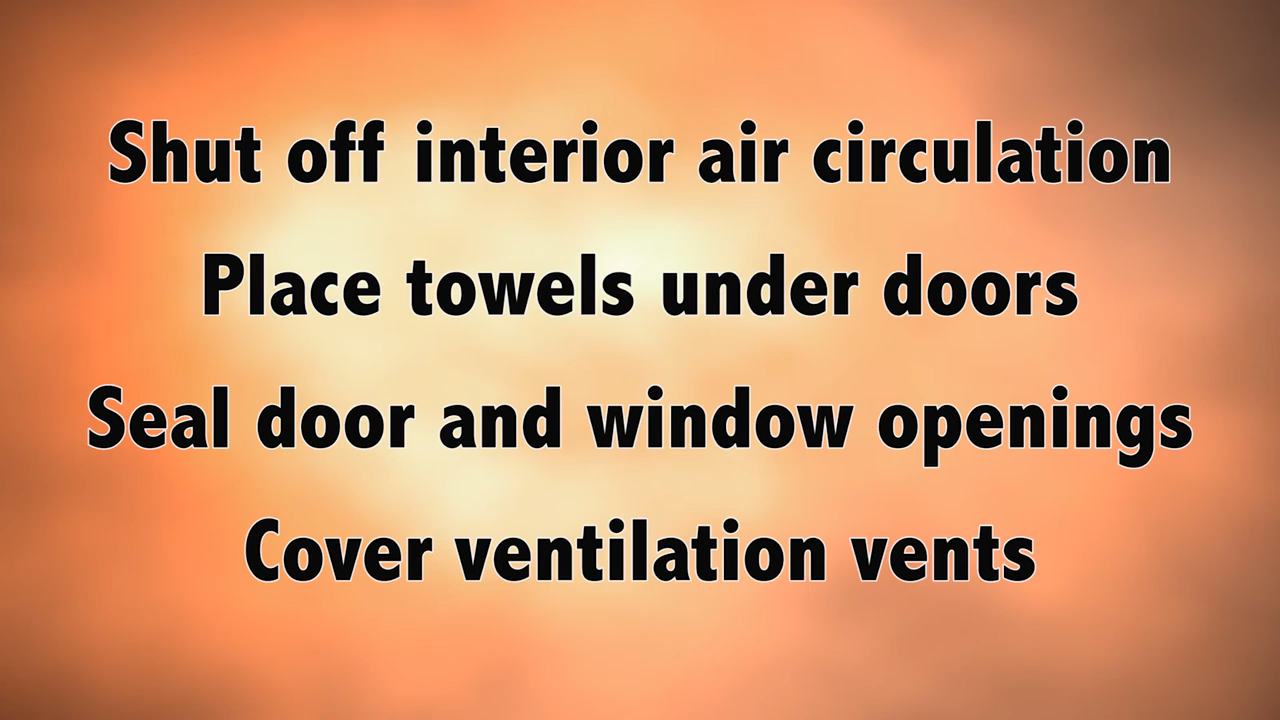 Shut off interior air circulation
Place towels under doors
Seal door and window openings
Cover ventilation vents